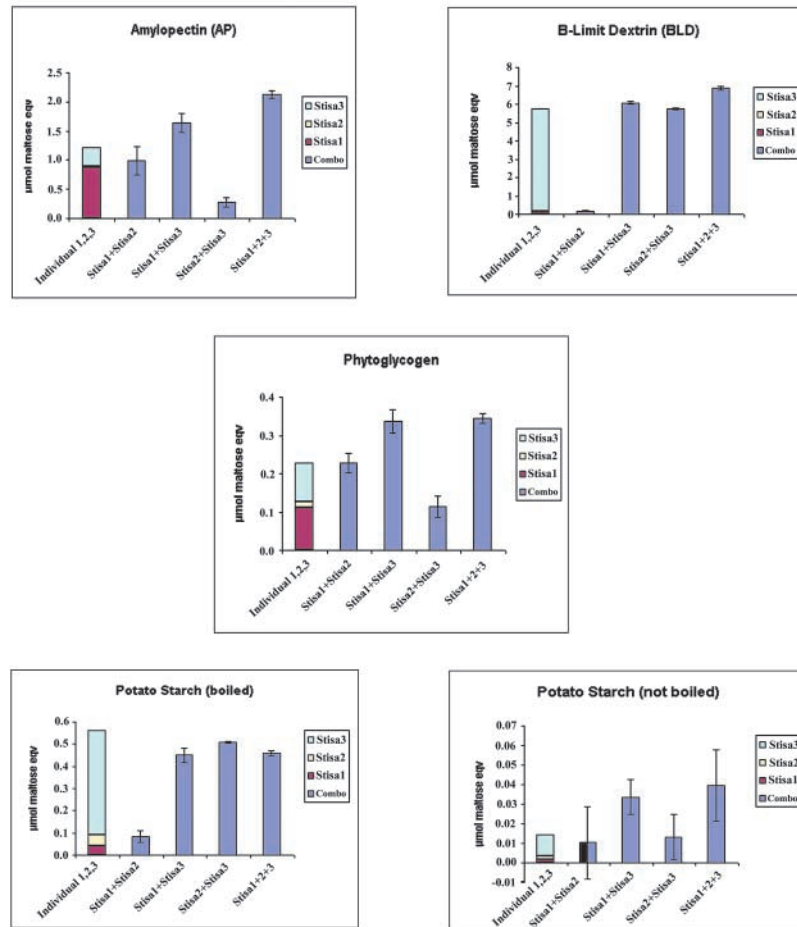 Amylopectin (AP)
µmol maltose eqv
2.5
2.0
1.5
1.0
0.5
0.0
Individual 1,2,3
Stisa1+Stisa2
Stisa1+Stisa3
Stisa2+Stisa3
Stisa1+2+3
Stisa3
Stisa2
Stisa1
Combo
B-Limit Dextrin (BLD)
µmol maltose eqv
8
7
6
5
4
3
2
1
0
Individual 1,2,3
Stisa1+Stisa2
Stisa1+Stisa3
Stisa2+Stisa3
Stisa1+2+3
Stisa3
Stisa2
Stisa1
Combo
Phytoglycogen
µmol maltose eqv
0.4
0.3
0.2
0.1
0.0
Individual 1,2,3
Stisa1+Stisa2
Stisa1+Stisa3
Stisa2+Stisa3
Stisa1+2+3
Stisa3
Stisa2
Stisa1
Combo
Potato Starch (boiled)
µmol maltose eqv
0.6
0.5
0.4
0.3
0.2
0.1
0.0
Individual 1,2,3
Stisa1+Stisa2
Stisa1+Stisa3
Stisa2+Stisa3
Stisa1+2+3
Stisa3
Stisa2
Stisa1
Combo
Potato Starch (not boiled)
µmol maltose eqv
0.07
0.06
0.05
0.04
0.03
0.02
0.01
0.00
-0.01
Individual 1,2,3
Stisa1+Stisa2
Stisa1+Stisa3
Stisa2+Stisa3
Stisa1+2+3
Stisa3
Stisa2
Stisa1
Combo